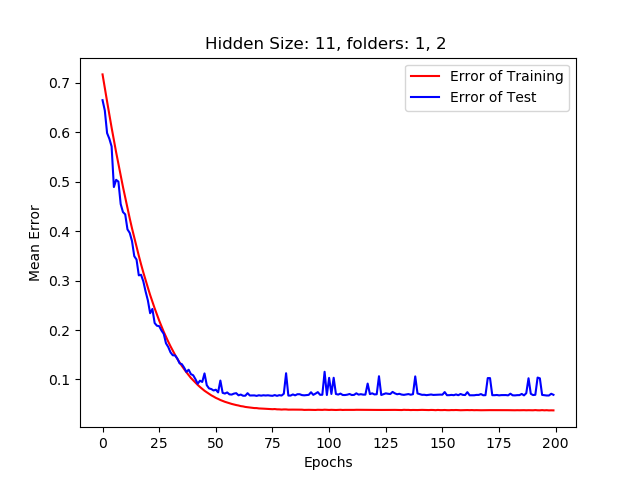 Hidden Size: 11, folders: 1, 2
Error of Training
Error of Test
Mean Error
0.7
0.6
0.5
0.4
0.3
0.2
0.1
0 25 50 75 100 125 150 175 200
Epochs